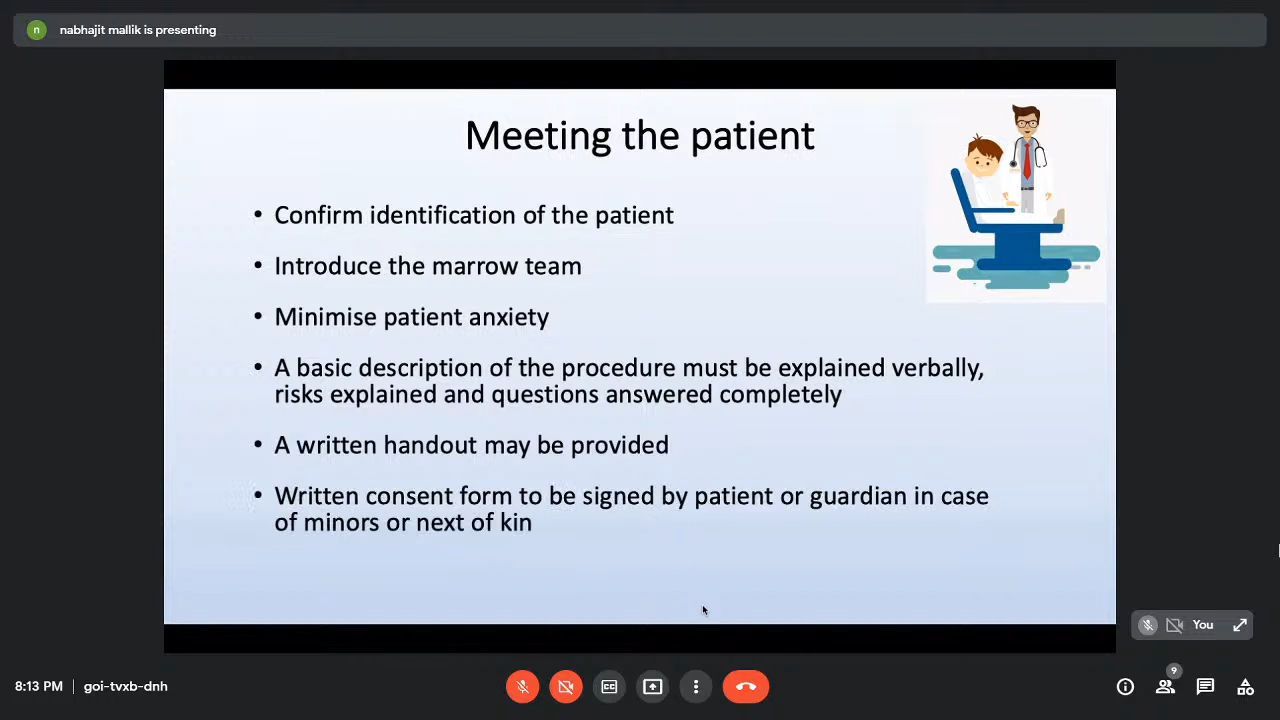 n
nabhajit mallik is presenting
Meeting the patient
• Confirm identification of the patient
• Introduce the marrow team
• Minimise patient anxiety
• A basic description of the procedure must be explained verbally,
risks explained and questions answered completely
• A written handout may be provided
• Written consent form to be signed by patient or guardian in case
of minors or next of kin
You
8:13 PM | goi-tvxb-dnh
CC
9